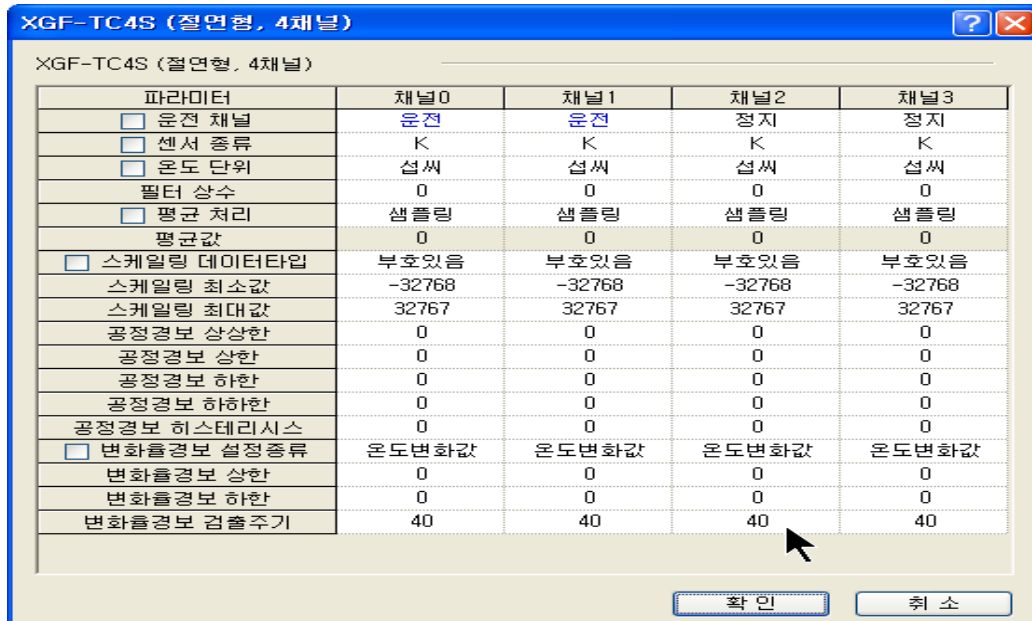 XGF-TC4S (절연형, 4채널)
XGF-TC4S (절연형, 4채널)
파라미터 채널0 채널1 채널2 채널3
운전 채널 운전 운전 정지 정지
센서 종류 K K K K
온도 단위 섭씨 섭씨 섭씨 섭씨
필터 상수 0 0 0 0
평균 처리 샘플링 샘플링 샘플링 샘플링
평균값 0 0 0 0
스케일링 데이터타입 부호있음 부호있음 부호있음 부호있음
스케일링 최소값 -32768 -32768 -32768 -32768
스케일링 최대값 32767 32767 32767 32767
공정경보 상상한 0 0 0 0
공정경보 상한 0 0 0 0
공정경보 하한 0 0 0 0
공정경보 하하한 0 0 0 0
공정경보 히스테리시스 0 0 0 0
변화율경보 설정종류 온도변화값 온도변화값 온도변화값 온도변화값
변화율경보 상한 0 0 0 0
변화율경보 하한 0 0 0 0
변화율경보 검출주기 40 40 40 40
확인 취소